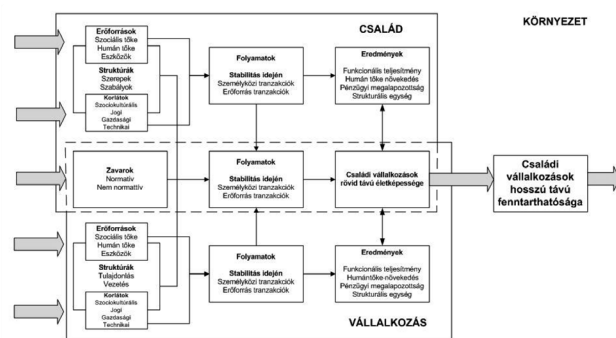 CSALÁD
KÖRNYEZET
Erőforrások
Szociális tőke
Humán tőke
Eszközök
Struktúrák
Szerepek
Szabályok
Korlátok
Szociokultúrális
Jogi
Gazdasági
Technikai
Folyamatok
Stabilitás idején
Személyközi tranzakciók
Erőforrás tranzakciók
Eredmények
Funkcionális teljesítmény
Humán tőke növekedés
Pénzügyi megalapozottság
Strukturális egység
Zavarok
Normatív
Nem normattív
Folyamatok
Stabilitás idején
Személyközi tranzakciók
Erőforrás tranzakciók
Családi vállalkozások
rövid távú életképessége
Családi
vállalkozások
hosszú távú
fenntarthatósága
Erőforrások
Szociális tőke
Humán tőke
Eszközök
Struktúrák
Tulajdonlás
Vezetés
Korlátok
Szociokultúrális
Jogi
Gazdasági
Technikai
Folyamatok
Stabilitás idején
Személyközi tranzakciók
Erőforrás tranzakciók
Eredmények
Funkcionális teljesítmény
Humántőke növekedés
Pénzügyi megalapozottság
Strukturális egység
VÁLLALKOZÁS